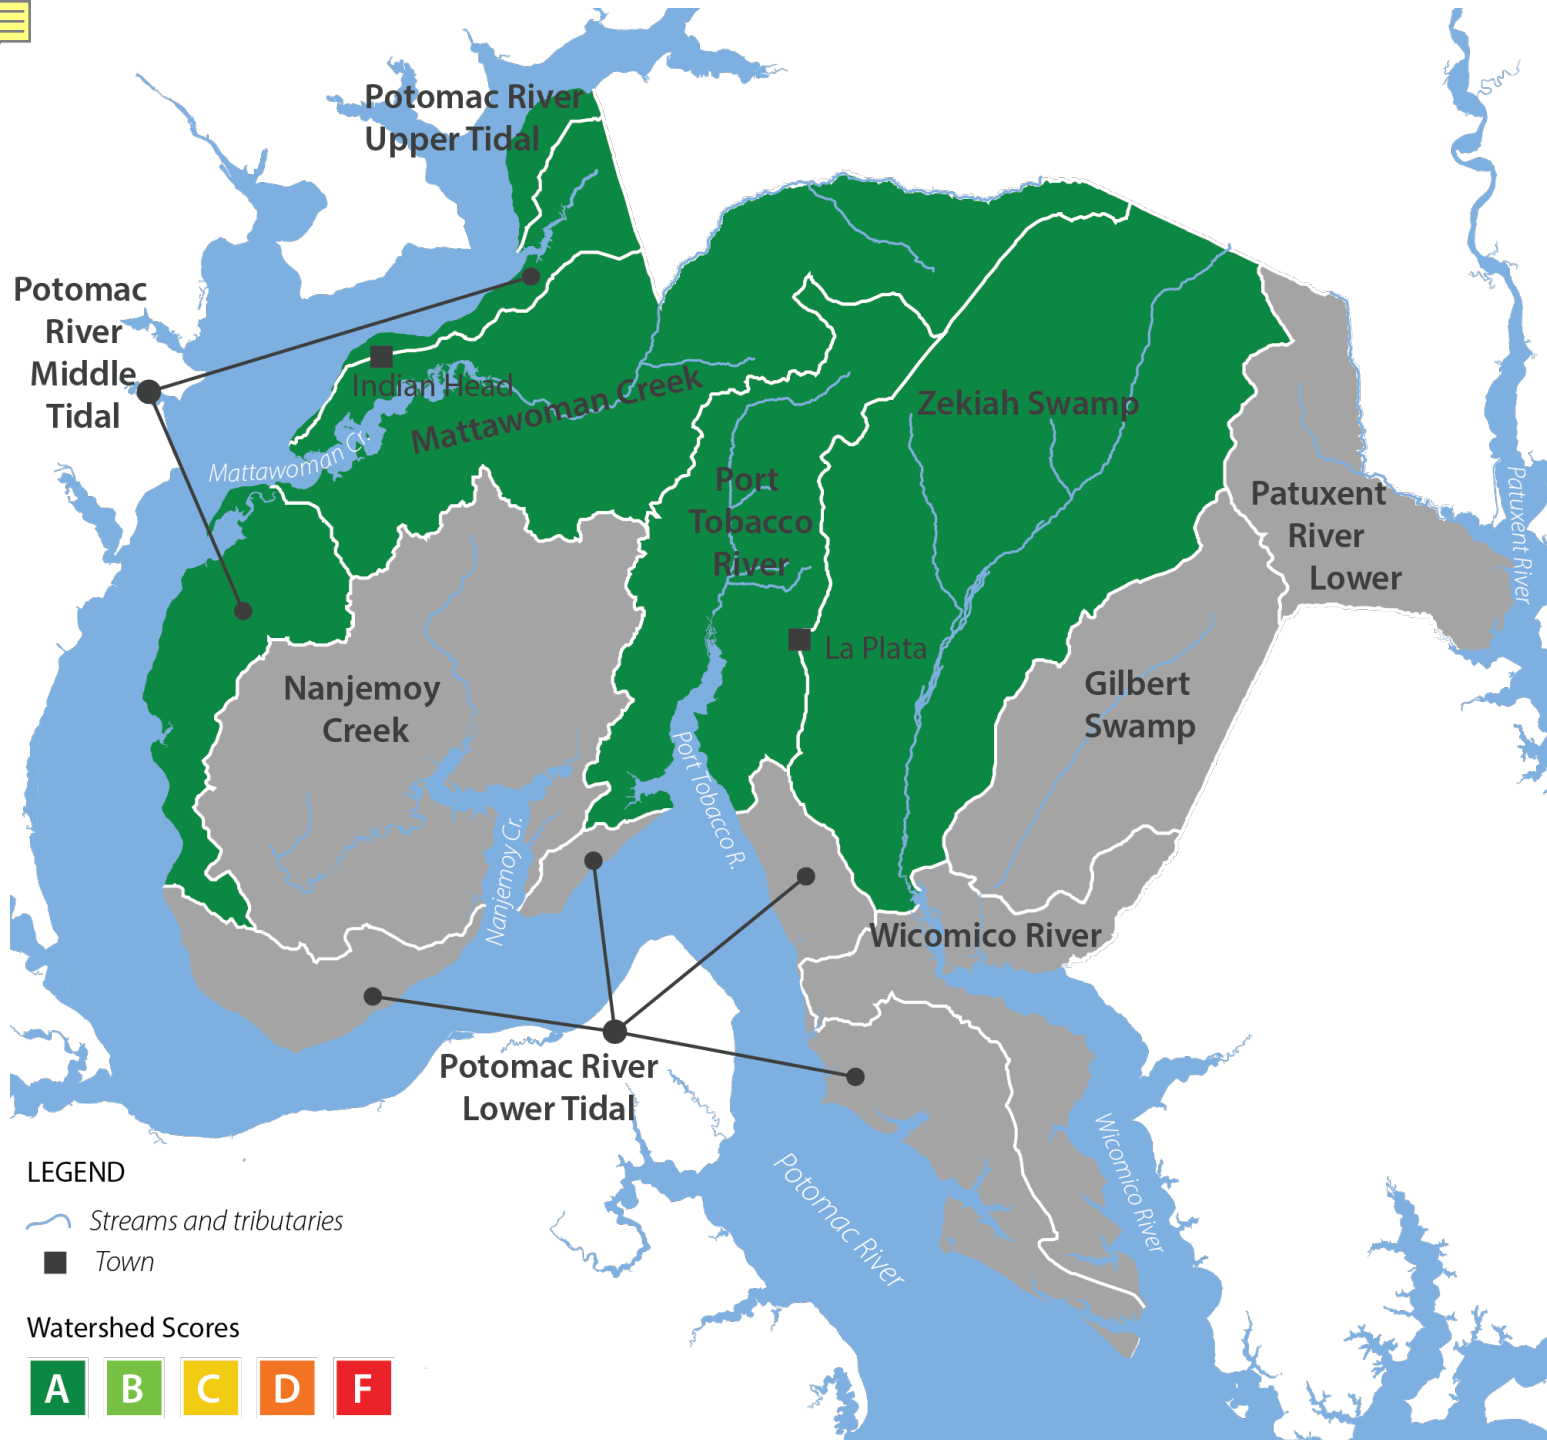 Potomac River
Upper Tidal
Potomac
River
Middle
Tidal
Indian Head
Mattawoman Creek
Mattawoman Cr.
Zekiah Swamp
Port
Tobacco
River
Patuxent
River
Lower
Patuxent River
La Plata
Nanjemoy
Creek
Gilbert
Swamp
Port Tobacco R.
Nanjemoy Cr.
Wicomico River
Potomac River
Lower Tidal
Wicomico River
Potomac River
LEGEND
Streams and tributaries
Town
Watershed Scores
A B C D F